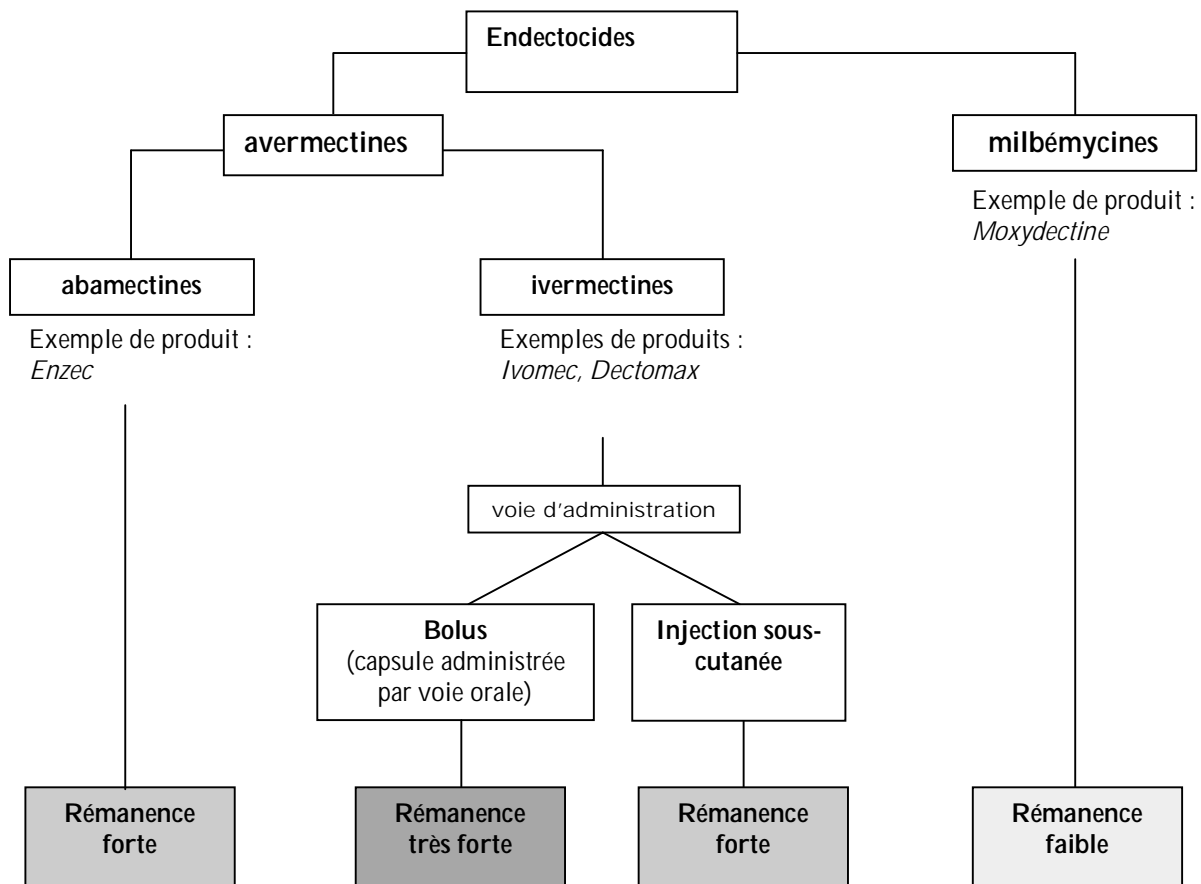 Endectocides
avermectines
milbémycines
Exemple de produit :
Moxydectine
abamectines
ivermectines
Exemple de produit :
Enzec
Exemples de produits :
Ivomec, Dectomax
voie d'administration
Bolus
(capsule administrée
par voie orale)
Injection sous-
cutanée
Rémanence
forte
Rémanence
très forte
Rémanence
forte
Rémanence
faible